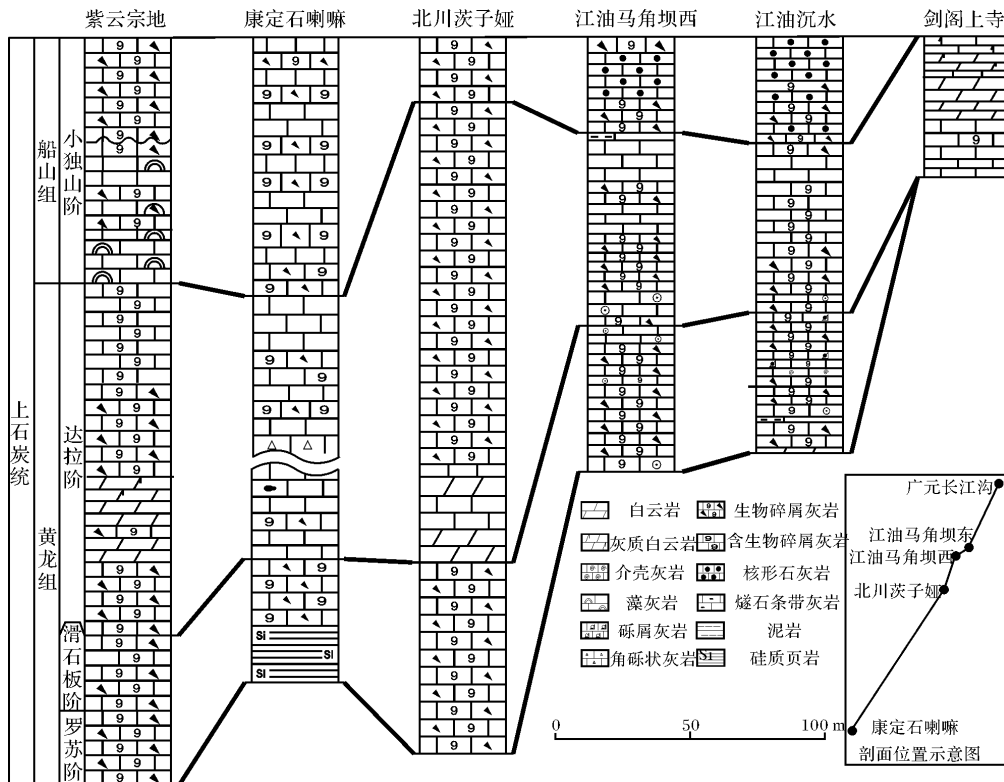 紫云宗地 康定石喇嘛 北川茨子娅 江油马角坝西 江油沉水 剑阁上寺
上石炭统
船山组
黄龙组
小独山阶
达拉阶
滑石板阶
罗苏阶
Si
Si
Si
白云岩 生物碎屑灰岩
灰质白云岩 含生物碎屑灰岩
介壳灰岩 核形石灰岩
藻灰岩 燧石条带灰岩
砾屑灰岩 泥岩
角砾状灰岩 Si 硅质页岩
0 50 100 m
广元长江沟
江油马角坝东
江油马角坝西
北川茨子娅
康定石喇嘛
剖面位置示意图